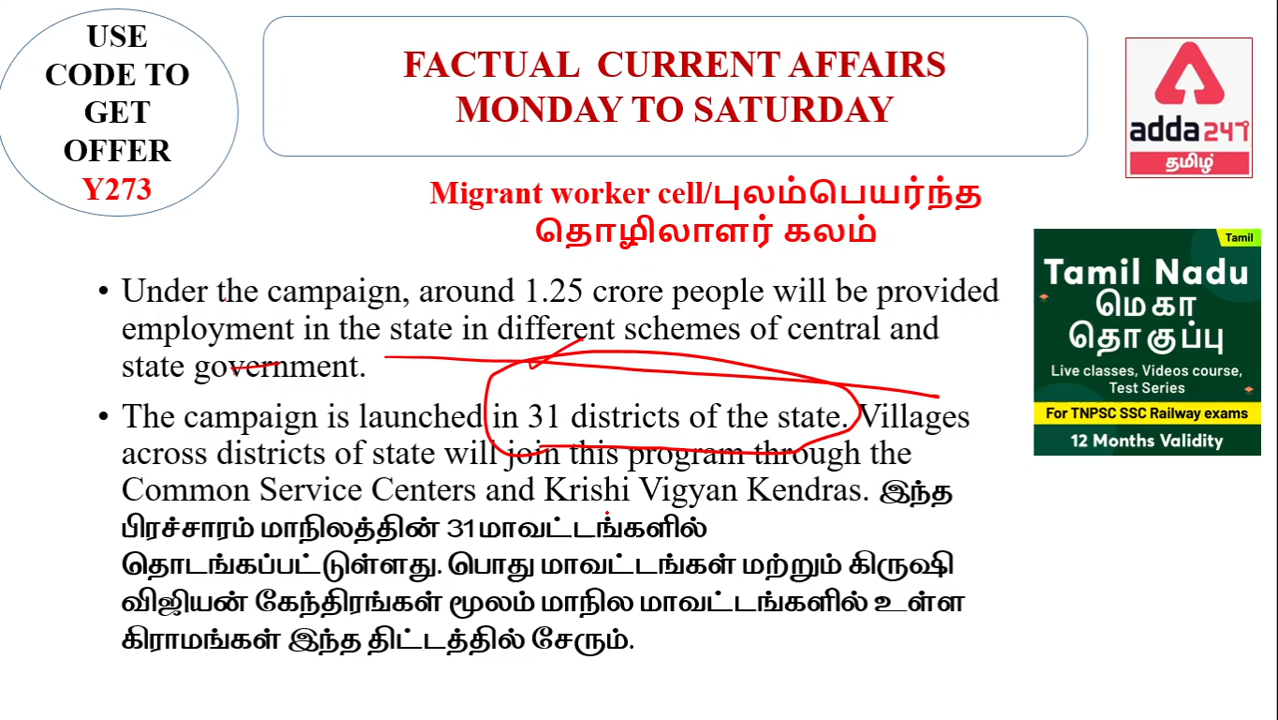 USE
CODE TO
GET
OFFER
Y273
FACTUAL CURRENT AFFAIRS
MONDAY TO SATURDAY
adda247
தமிழ்
Migrant worker cell/புலம்பெயர்ந்த
தொழிலாளர் கலம்
• Under the campaign, around 1.25 crore people will be provided
employment in the state in different schemes of central and
state government.
• The campaign is launched in 31 districts of the state. Villages
across districts of state will join this program through the
Common Service Centers and Krishi Vigyan Kendras. இந்த
பிரச்சாரம் மாநிலத்தின் 31 மாவட்டங்களில்
தொடங்கப்பட்டுள்ளது. பொது மாவட்டங்கள் மற்றும் கிருஷி
விஜியன் கேந்திரங்கள் மூலம் மாநில மாவட்டங்களில் உள்ள
கிராமங்கள் இந்த திட்டத்தில் சேரும்.
Tamil
Tamil Nadu
மெகா
தொகுப்பு
Live classes, Videos course,
Test Series
For TNPSC SSC Railway exams
12 Months Validity